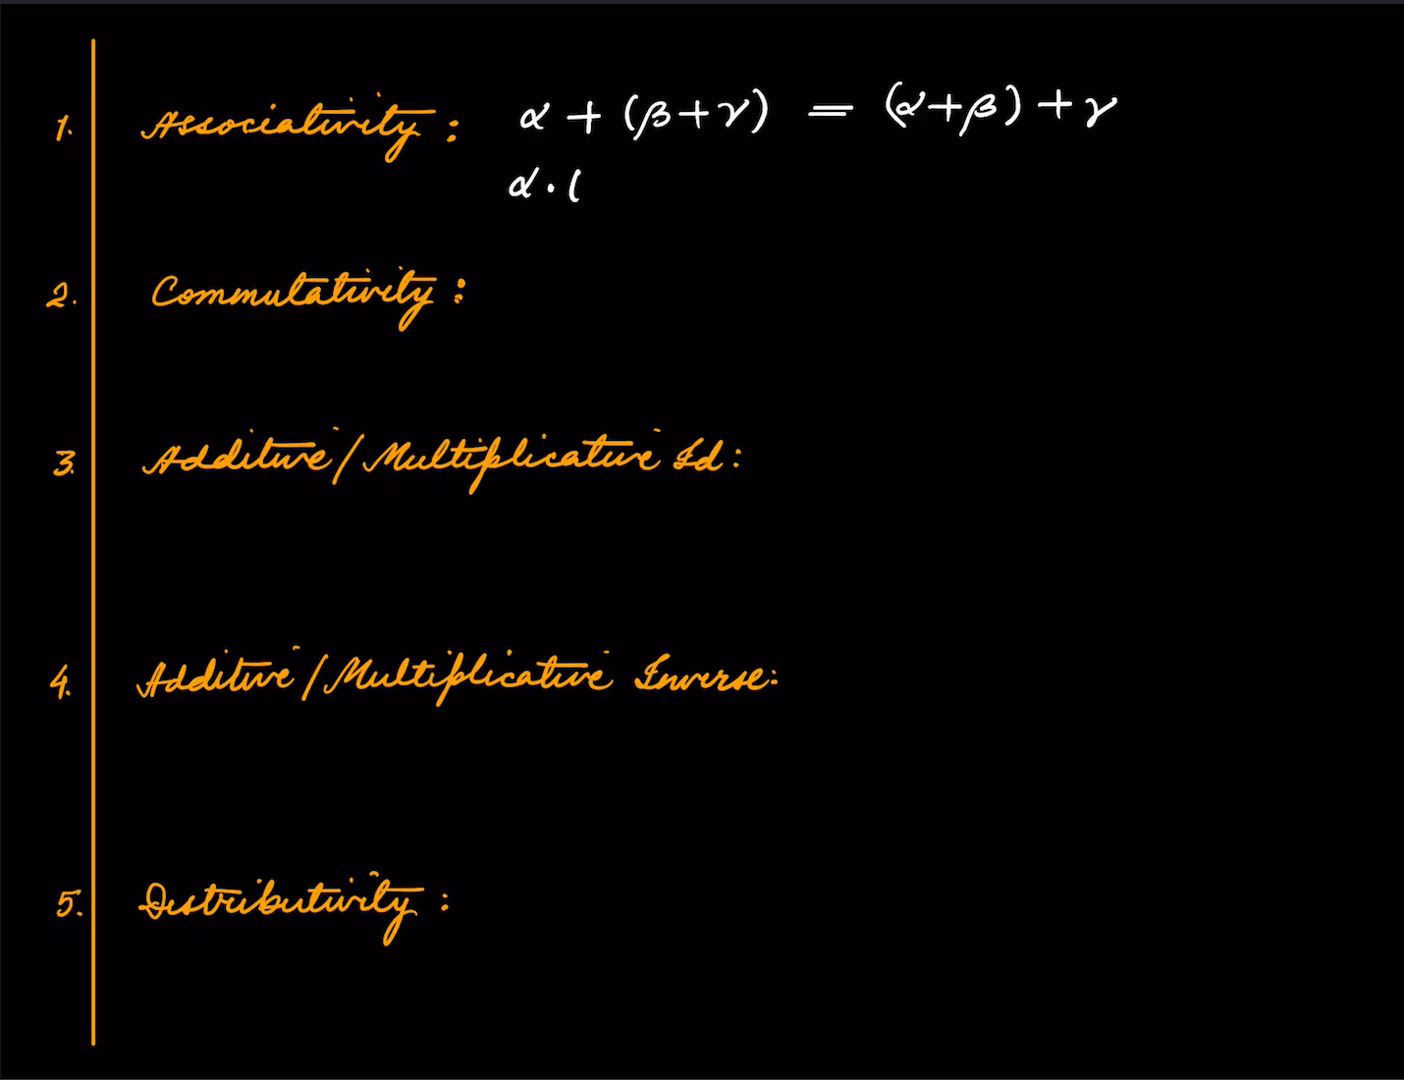 1. Associativity : α + (β+γ) = (α+β) + γ
α · (
2. Commutativity :
3. Additive / Multiplicative Id :
4. Additive / Multiplicative Inverse :
5. Distributivity :